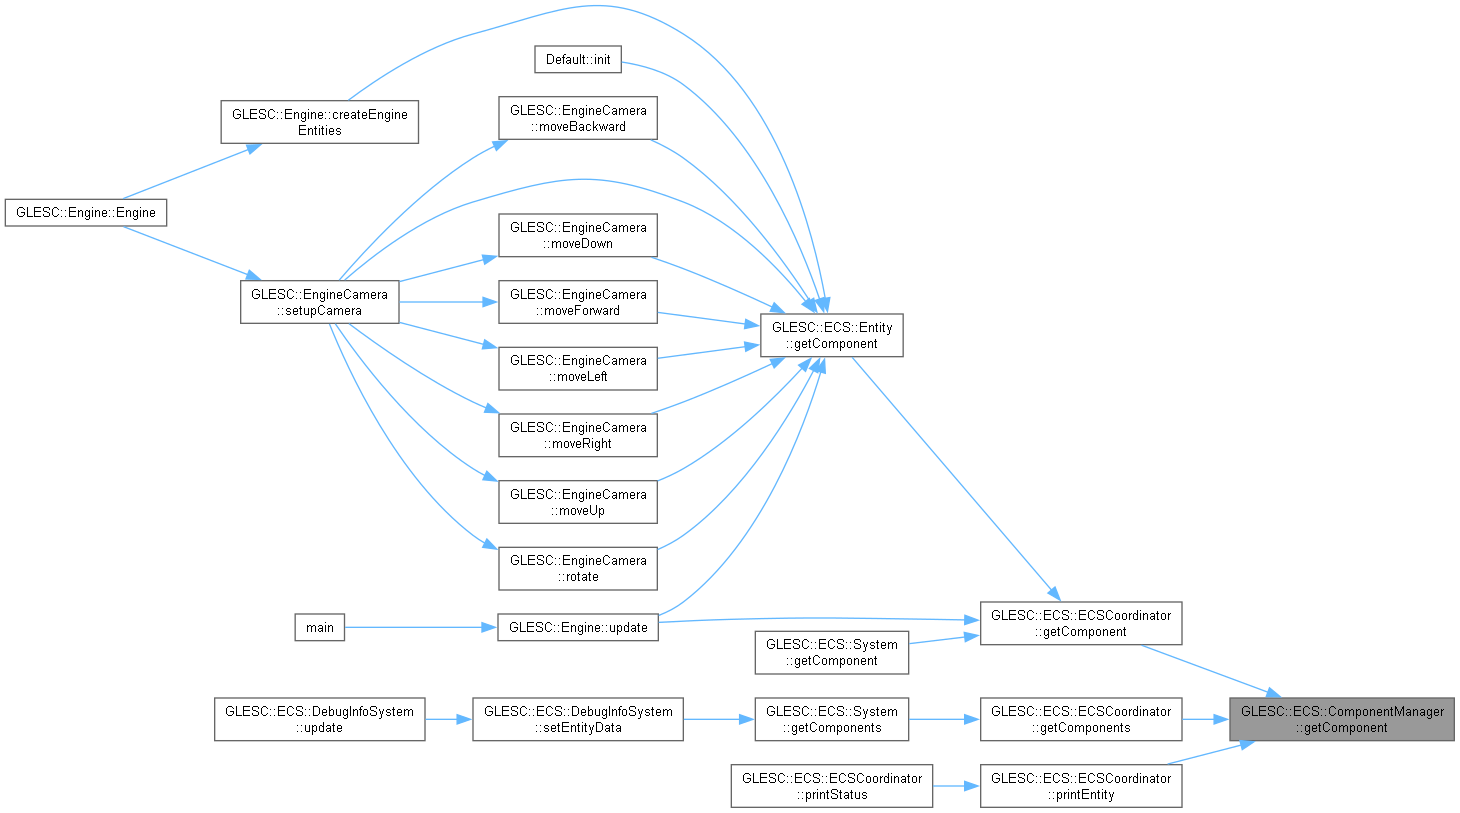 Default::init
GLESC::Engine::createEngine
Entities
GLESC::EngineCamera
::moveBackward
GLESC::Engine::Engine
GLESC::EngineCamera
::moveDown
GLESC::EngineCamera
::setupCamera
GLESC::EngineCamera
::moveForward
GLESC::ECS::Entity
::getComponent
GLESC::EngineCamera
::moveLeft
GLESC::EngineCamera
::moveRight
GLESC::EngineCamera
::moveUp
GLESC::EngineCamera
::rotate
main
GLESC::Engine::update
GLESC::ECS::ECSCoordinator
::getComponent
GLESC::ECS::System
::getComponent
GLESC::ECS::DebugInfoSystem
::update
GLESC::ECS::DebugInfoSystem
::setEntityData
GLESC::ECS::System
::getComponents
GLESC::ECS::ECSCoordinator
::getComponents
GLESC::ECS::ComponentManager
::getComponent
GLESC::ECS::ECSCoordinator
::printStatus
GLESC::ECS::ECSCoordinator
::printEntity